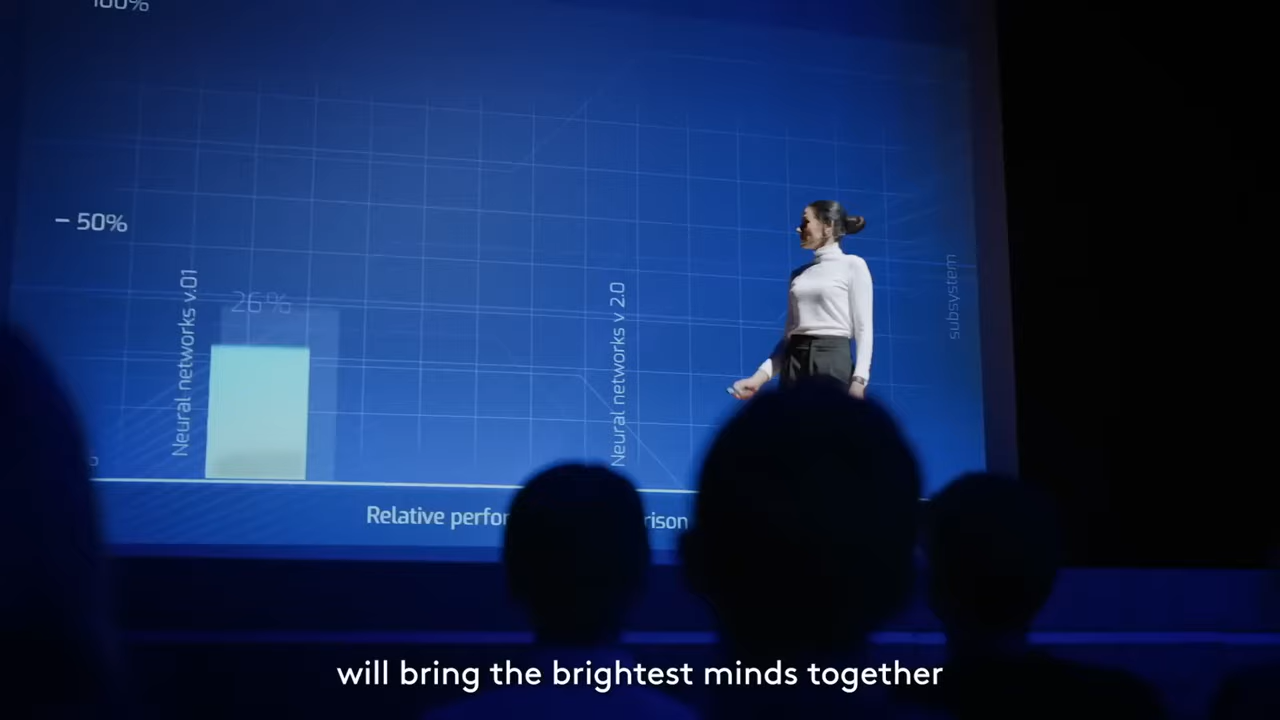 100%
– 50%
Neural networks v.01
26%
Neural networks v 2.0
subsystem
Relative perfor rison
will bring the brightest minds together